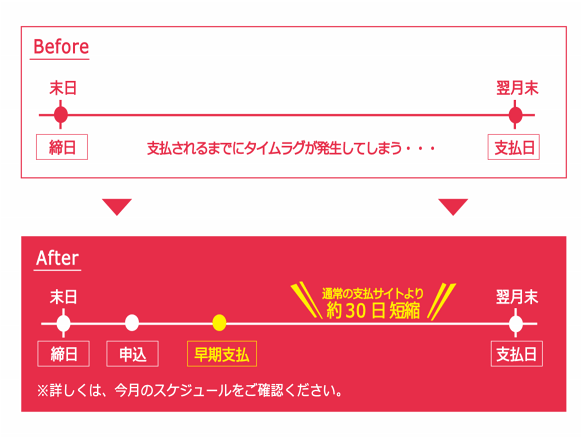 Before
末日
翌月末
締日
支払されるまでにタイムラグが発生してしまう・・・
支払日
After
末日
通常の支払サイトより
約30日短縮
翌月末
締日
申込
早期支払
支払日
※詳しくは、今月のスケジュールをご確認ください。